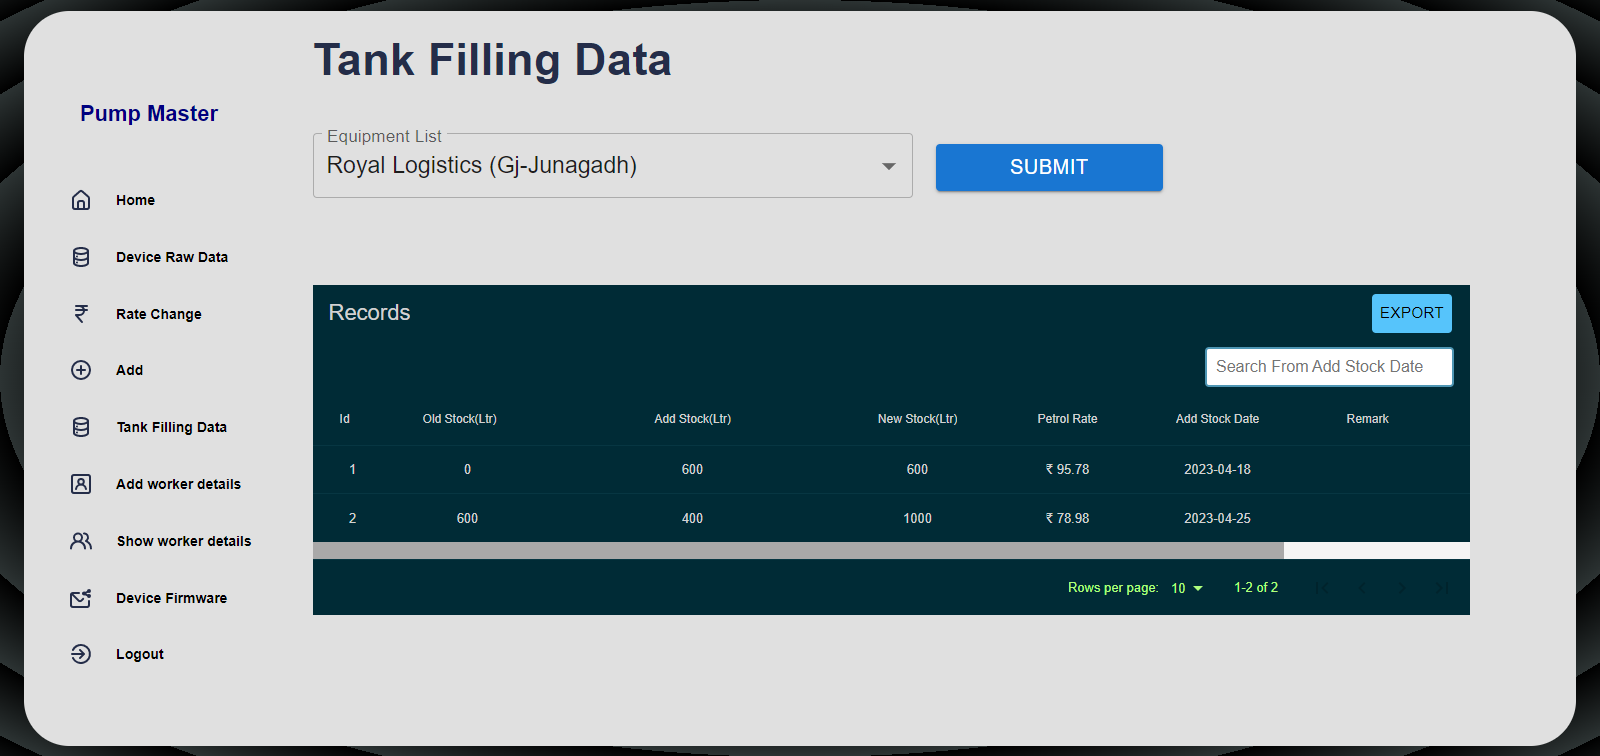 Tank Filling Data
Pump Master
Home
Device Raw Data
Rate Change
Add
Tank Filling Data
Add worker details
Show worker details
Device Firmware
Logout
Equipment List
Royal Logistics (Gj-Junagadh)
SUBMIT
Records
EXPORT
Search From Add Stock Date
Id Old Stock(Ltr) Add Stock(Ltr) New Stock(Ltr) Petrol Rate Add Stock Date Remark
1 0 600 600 ₹ 95.78 2023-04-18
2 600 400 1000 ₹ 78.98 2023-04-25
Rows per page: 10 1-2 of 2